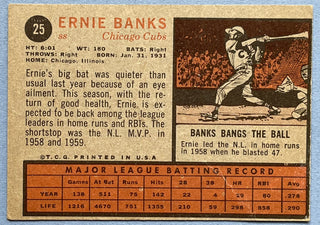 25
ERNIE BANKS
SS Chicago Cubs
HT: 6:01 WT: 180 BATS: Right
THROWS: Right BORN: Jan. 31, 1931
HOME: Chicago, Illinois
Ernie's big bat was quieter than
usual last year because of an eye
ailment. This season, with the re-
turn of good health, Ernie, is expect-
ed to be back among the league
leaders in home runs and RBIs. The
shortstop was the N.L. M.V.P. in
1958 and 1959.
©T.C.G. PRINTED IN U.S.A.
BANKS BANGS THE BALL
Ernie led the N.L. in home runs
in 1958 when he blasted 47.
MAJOR LEAGUE BATTING RECORD
Games At Bat Runs Hits 2B 3B HR RBI Avg.
YEAR 138 511 75 142 22 4 29 80 278
LIFE 1216 4670 751 1355 210 59 298 858 290